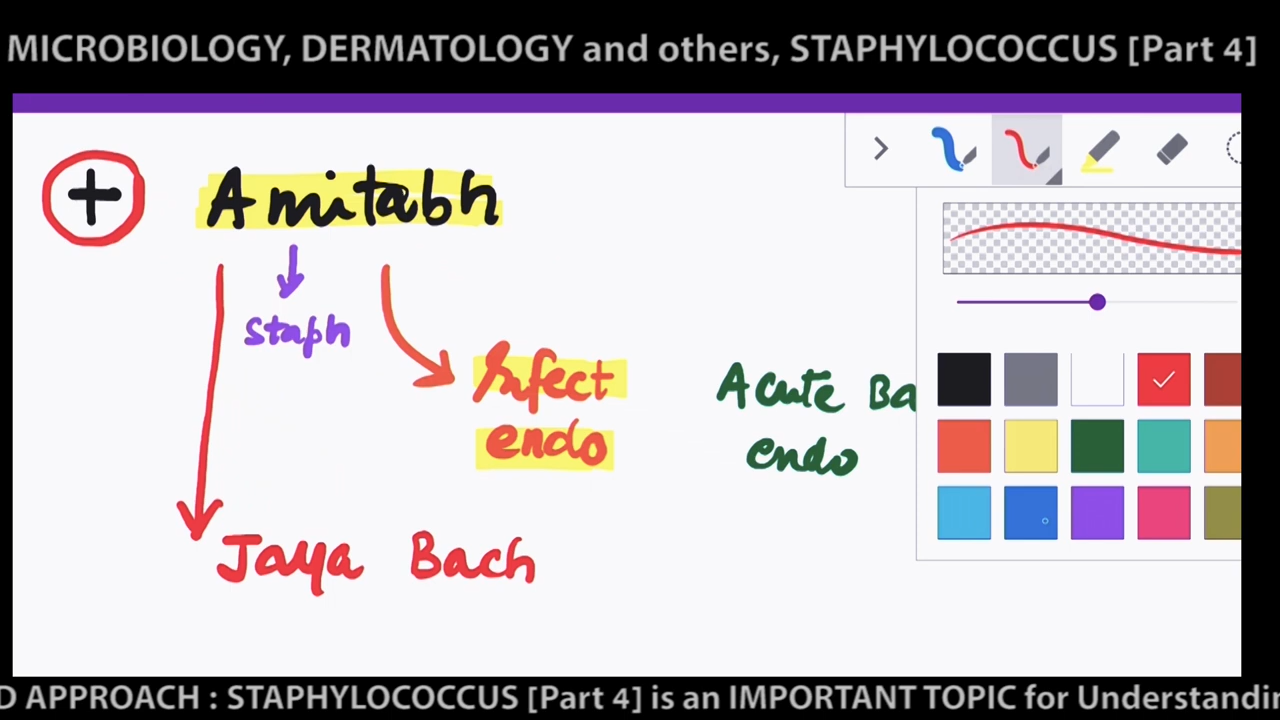 MICROBIOLOGY, DERMATOLOGY and others, STAPHYLOCOCCUS [Part 4]
+ Amitabh
staph
Infect
endo
Acute Ba
endo
Jaya Bach
D APPROACH : STAPHYLOCOCCUS [Part 4] is an IMPORTANT TOPIC for Understandin